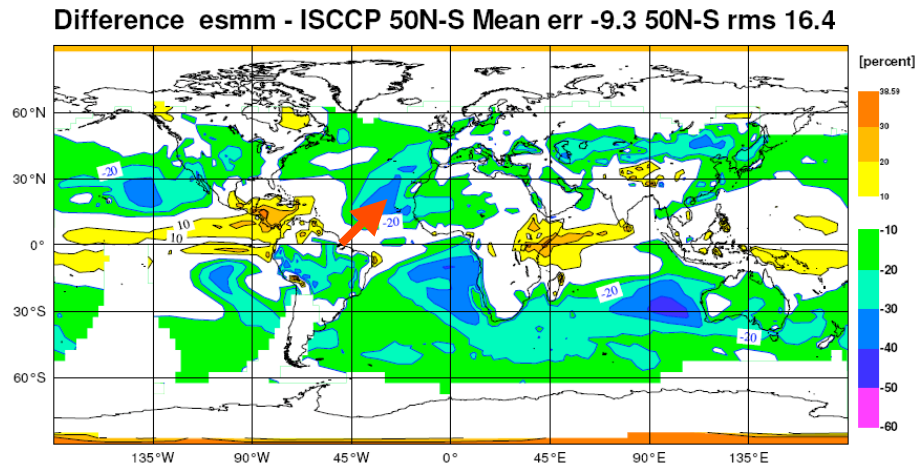 Difference esmm - ISCCP 50N-S Mean err -9.3 50N-S rms 16.4
[percent]
38.59
30
20
10
-10
-20
-30
-40
-50
-60
60°N
30°N
0°
30°S
60°S
-20
-20
10
10
-20
-20
135°W
90°W
45°W
0°
45°E
90°E
135°E